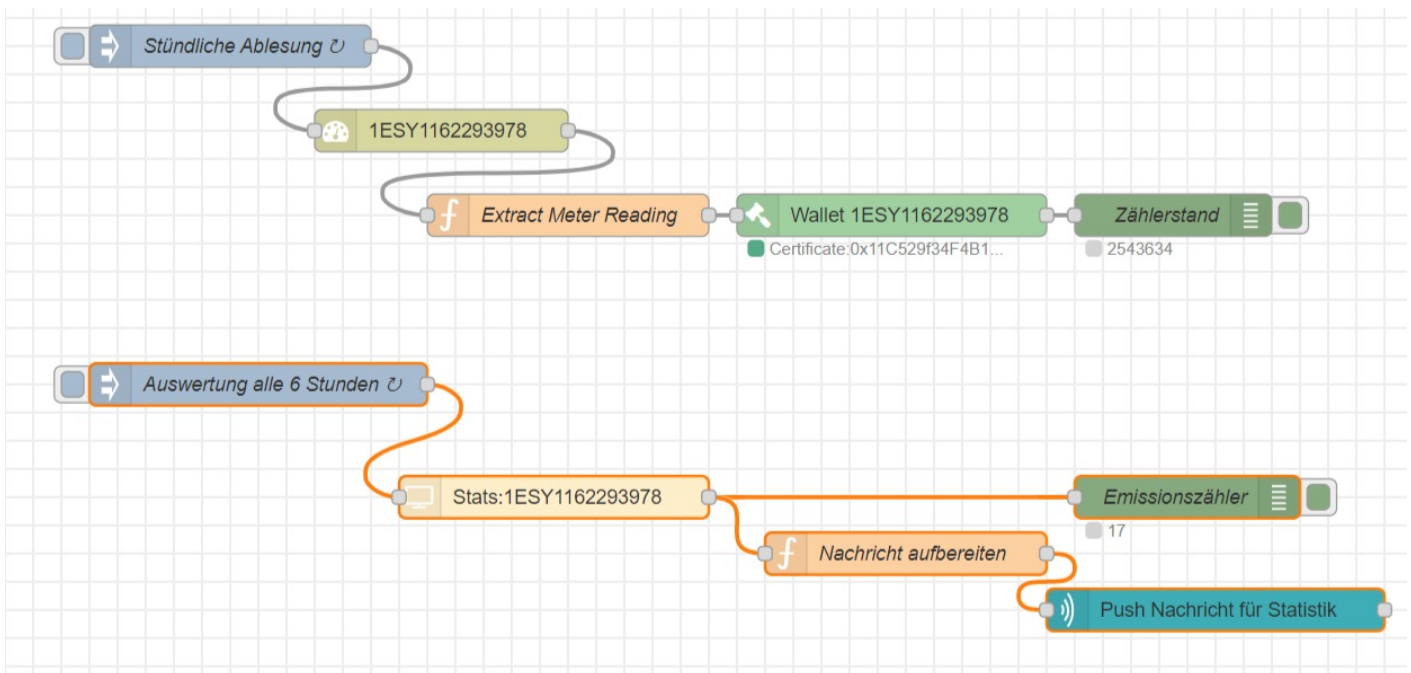 Stündliche Ablesung ↻
1ESY1162293978
Extract Meter Reading
Wallet 1ESY1162293978
Zählerstand
Certificate:0x11C529f34F4B1...
2543634
Auswertung alle 6 Stunden ↻
Stats:1ESY1162293978
Emissionszähler
17
Nachricht aufbereiten
Push Nachricht für Statistik